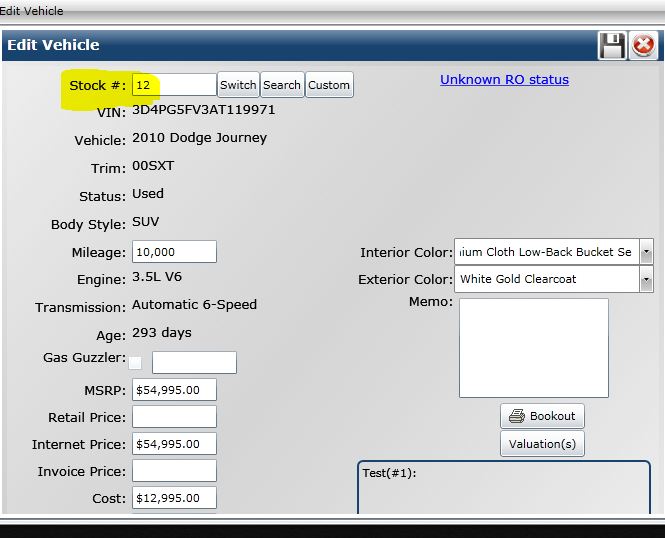 Edit Vehicle
Edit Vehicle
Stock #: 12 Switch Search Custom Unknown RO status
VIN: 3D4PG5FV3AT119971
Vehicle: 2010 Dodge Journey
Trim: 00SXT
Status: Used
Body Style: SUV
Mileage: 10,000 Interior Color: ium Cloth Low-Back Bucket Se
Engine: 3.5L V6 Exterior Color: White Gold Clearcoat
Transmission: Automatic 6-Speed Memo:
Age: 293 days
Gas Guzzler:
MSRP: $54,995.00
Retail Price: Bookout
Internet Price: $54,995.00 Valuation(s)
Invoice Price: Test(#1):
Cost: $12,995.00